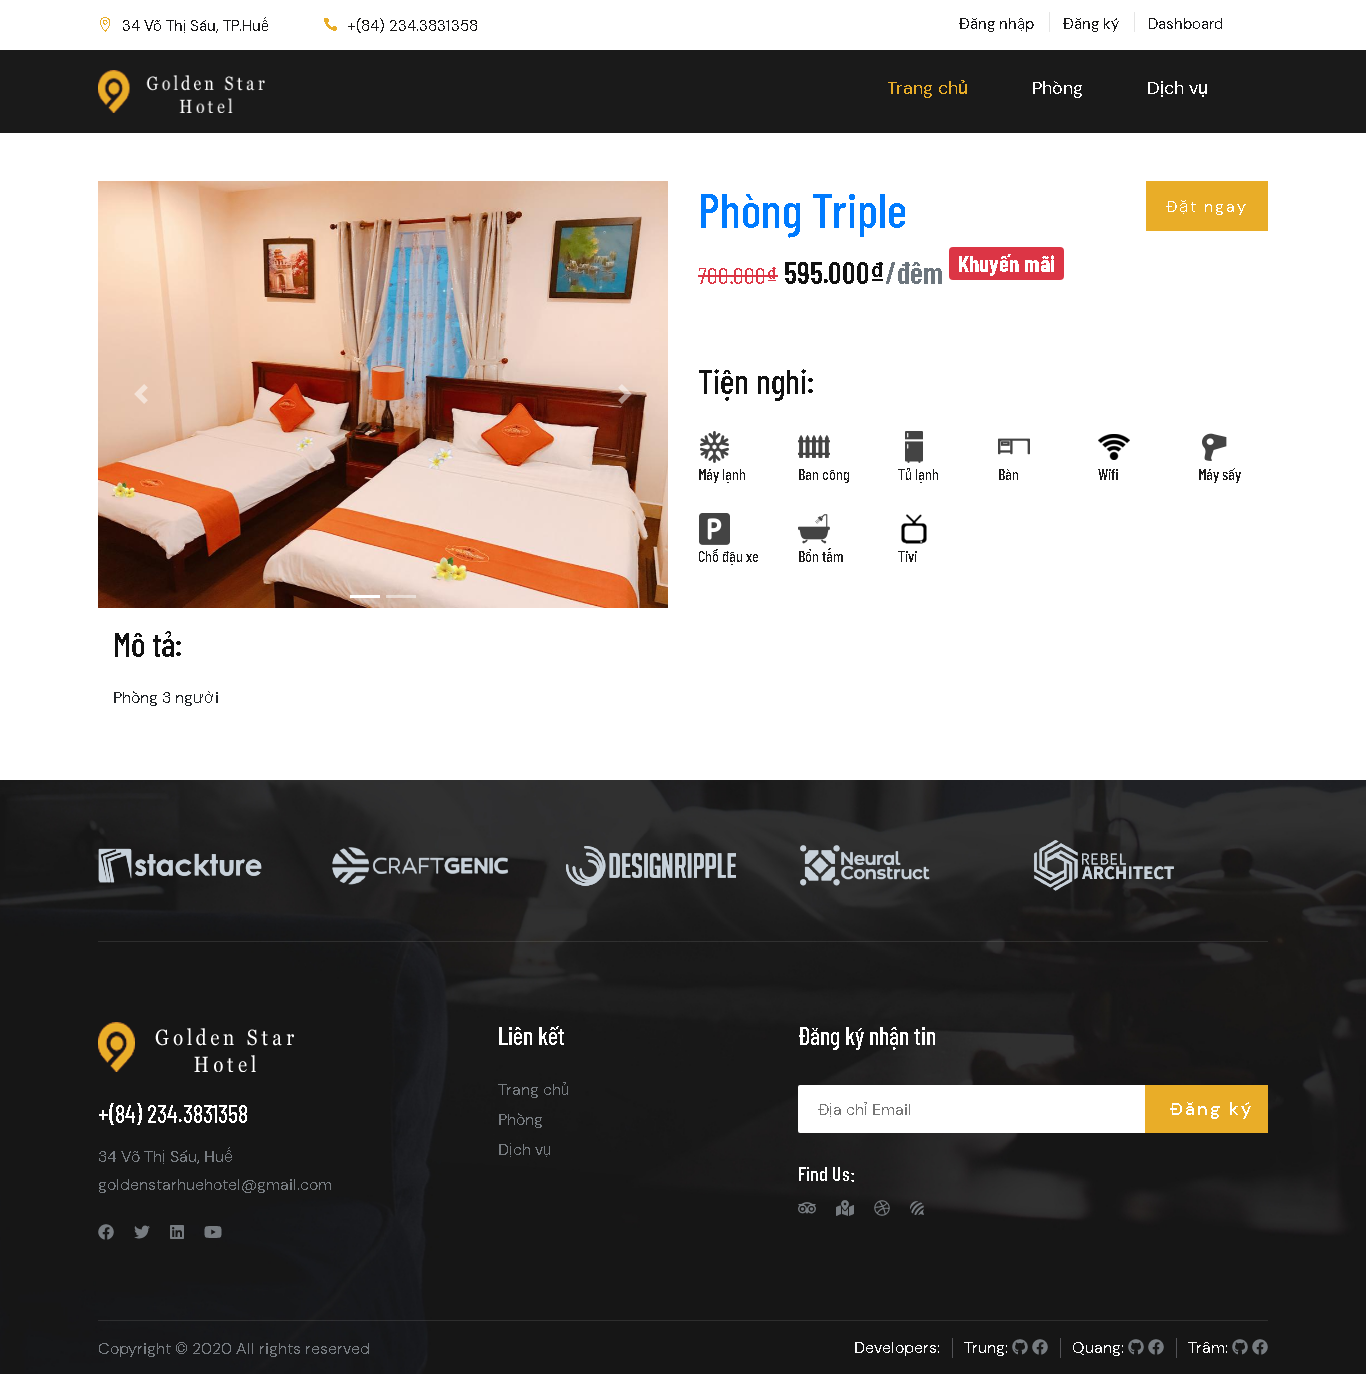 34 Võ Thị Sáu, TP.Huế
+(84) 234.3831358
Đăng nhập
Đăng ký
Dashboard
Golden Star
Hotel
Trang chủ
Phòng
Dịch vụ
Phòng Triple
Đặt ngay
700.000₫ 595.000₫/đêm Khuyến mãi
Tiện nghi:
Máy lạnh
Ban công
Tủ lạnh
Bàn
Wifi
Máy sấy
Chỗ đậu xe
Bồn tắm
Tivi
Mô tả:
Phòng 3 người
stackture
CRAFTGENIC
DESIGNRIPPLE
Neural
Construct
REBEL
ARCHITECT
Golden Star
Hotel
+(84) 234.3831358
34 Võ Thị Sáu, Huế
goldenstarhuehotel@gmail.com
Liên kết
Trang chủ
Phòng
Dịch vụ
Đăng ký nhận tin
Địa chỉ Email
Đăng ký
Find Us:
Copyright © 2020 All rights reserved
Developers:
Trung:
Quang:
Trâm: